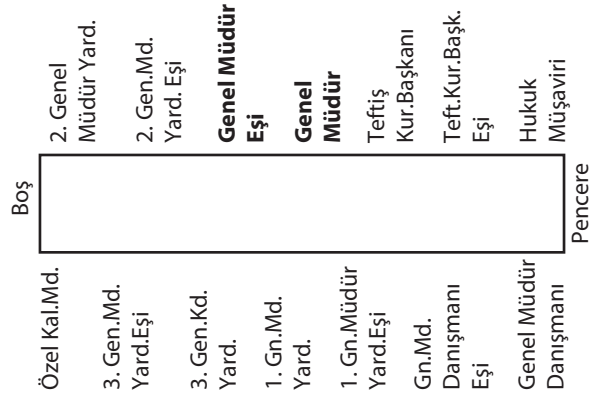 Boş
2. Genel
Müdür Yard.
2. Gen.Md.
Yard. Eşi
Genel Müdür
Eşi
Genel
Müdür
Teftiş
Kur.Başkanı
Teft.Kur.Başk.
Eşi
Hukuk
Müşaviri
Pencere
Özel Kal.Md.
3. Gen.Md.
Yard.Eşi
3. Gen.Kd.
Yard.
1. Gn.Md.
Yard.
1. Gn.Müdür
Yard.Eşi
Gn.Md.
Danışmanı
Eşi
Genel Müdür
Danışmanı